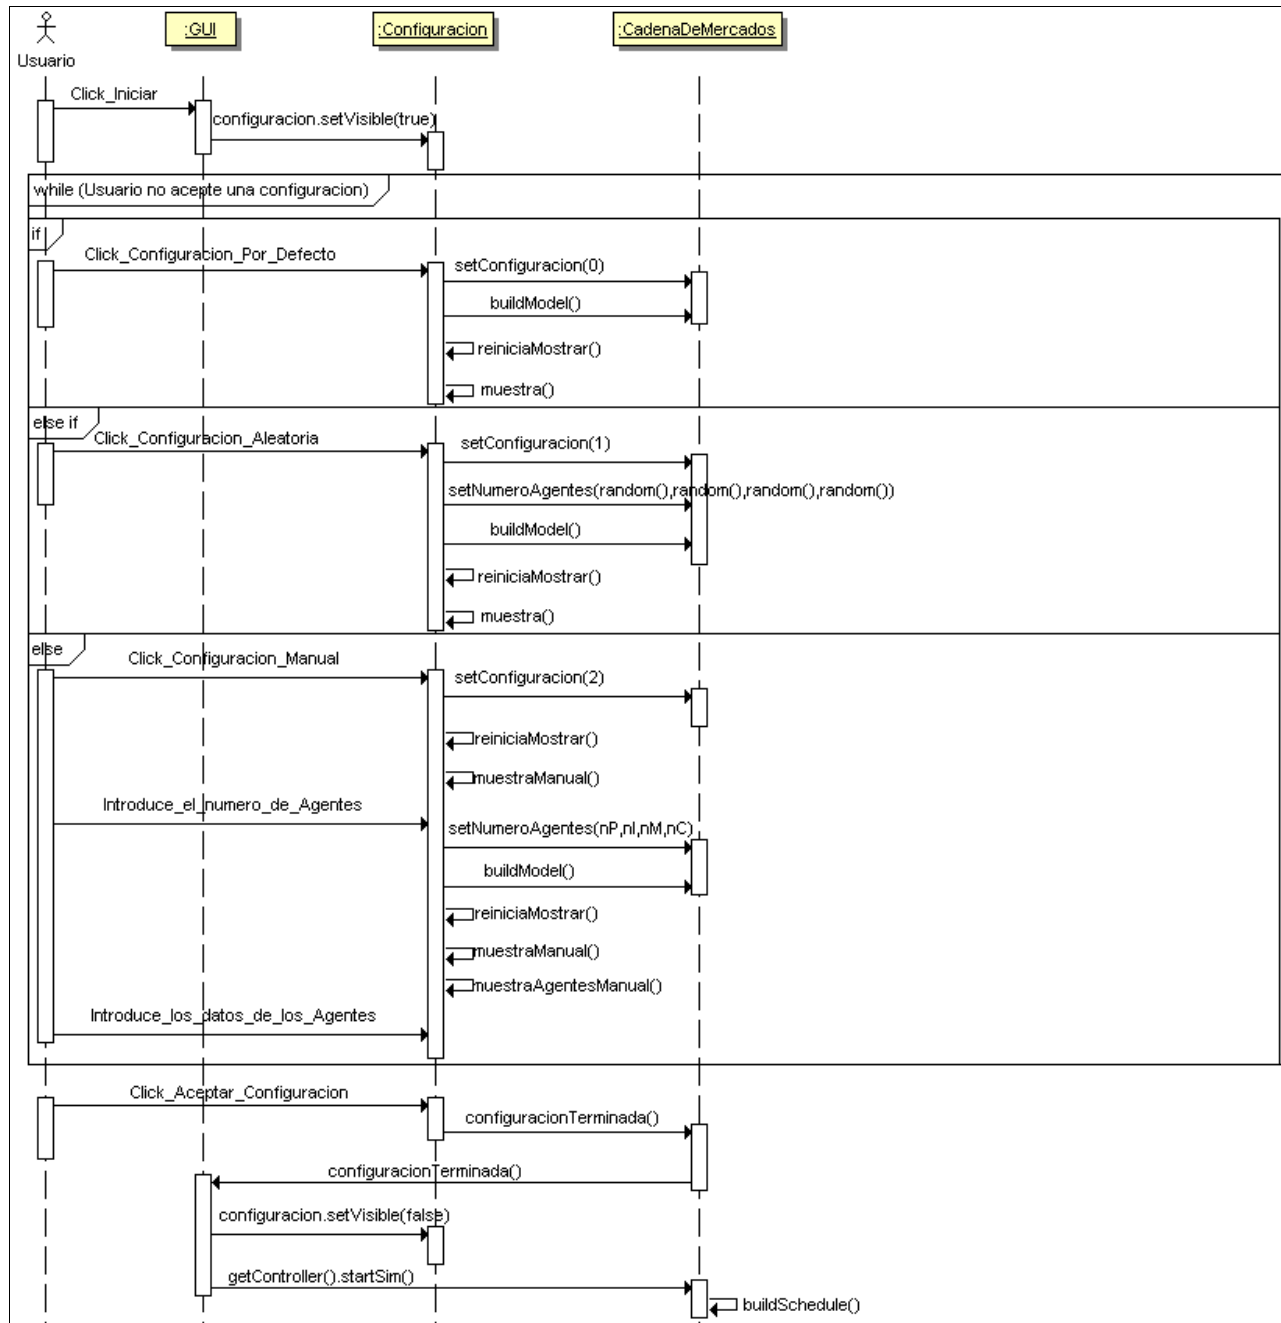 :GUI
:Configuracion
:CadenaDeMercados
Usuario
Click_Iniciar
configuracion.setVisible(true)
while (Usuario no acepte una configuracion)
if
Click_Configuracion_Por_Defecto
setConfiguracion(0)
buildModel()
reiniciaMostrar()
muestra()
else if
Click_Configuracion_Aleatoria
setConfiguracion(1)
setNumeroAgentes(random(),random(),random(),random())
buildModel()
reiniciaMostrar()
muestra()
else
Click_Configuracion_Manual
setConfiguracion(2)
reiniciaMostrar()
muestraManual()
Introduce_el_numero_de_Agentes
setNumeroAgentes(nP,nI,nM,nC)
buildModel()
reiniciaMostrar()
muestraManual()
muestraAgentesManual()
Introduce_los_datos_de_los_Agentes
Click_Aceptar_Configuracion
configuracionTerminada()
configuracionTerminada()
configuracion.setVisible(false)
getController().startSim()
buildSchedule()